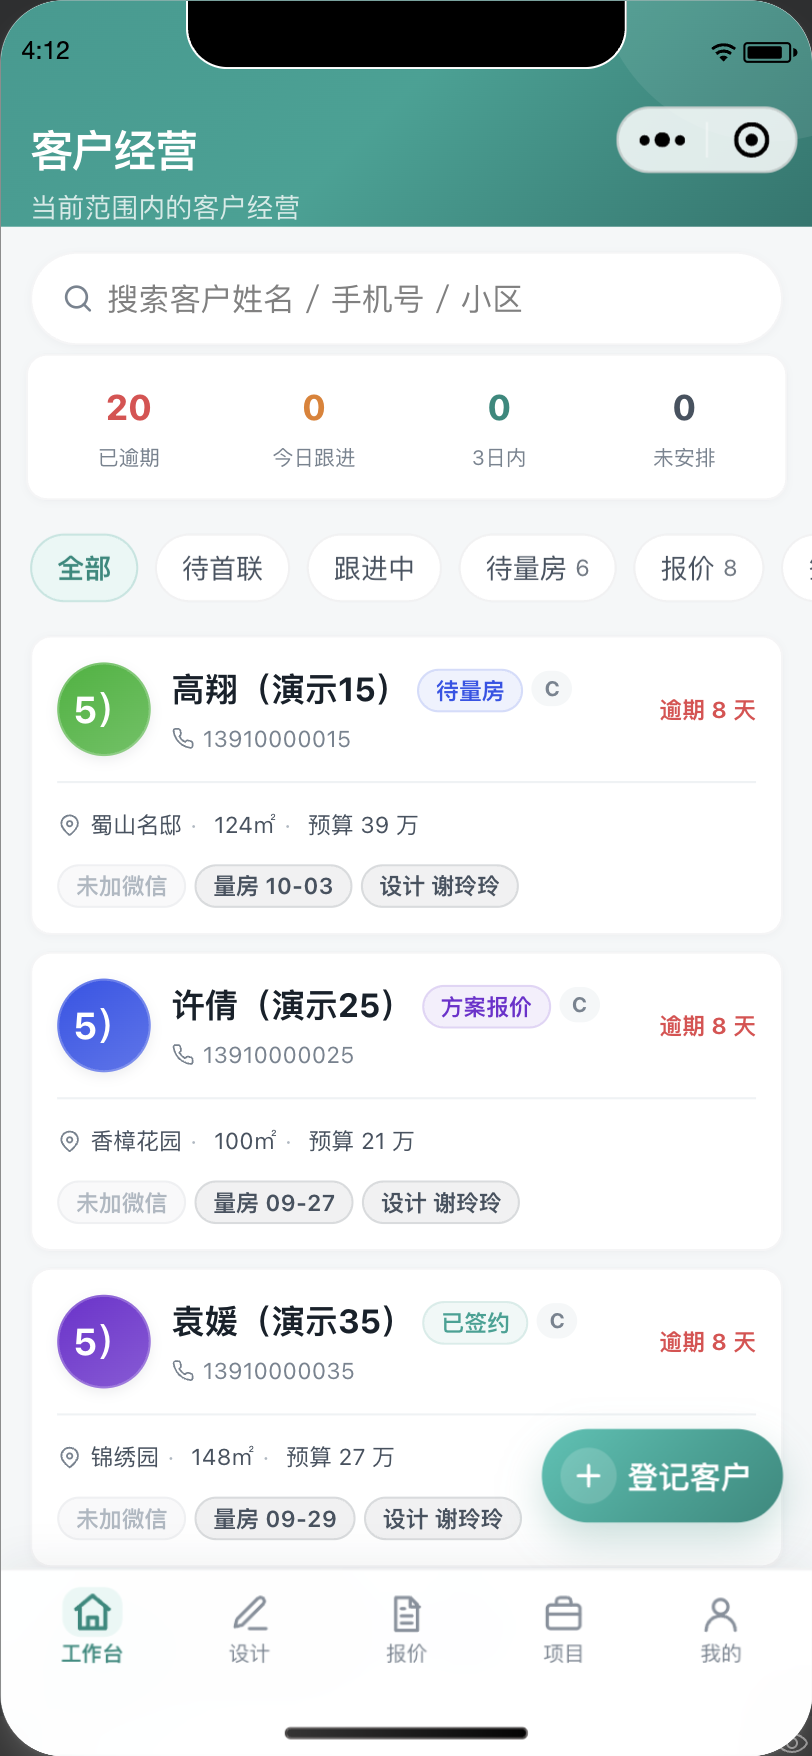 4:12
客户经营
当前范围内的客户经营
搜索客户姓名 / 手机号 / 小区
20 0 0 0
已逾期 今日跟进 3日内 未安排
全部 待首联 跟进中 待量房 6 报价 8
5) 高翔（演示15） 待量房 C 逾期 8 天
13910000015
蜀山名邸 · 124㎡ · 预算 39 万
未加微信 量房 10-03 设计 谢玲玲
5) 许倩（演示25） 方案报价 C 逾期 8 天
13910000025
香樟花园 · 100㎡ · 预算 21 万
未加微信 量房 09-27 设计 谢玲玲
5) 袁媛（演示35） 已签约 C 逾期 8 天
13910000035
锦绣园 · 148㎡ · 预算 27 万
未加微信 量房 09-29 设计 谢玲玲
登记客户
工作台 设计 报价 项目 我的